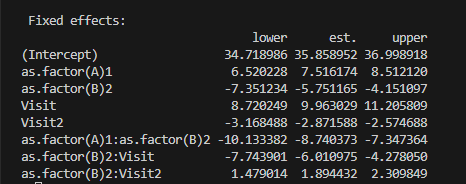 Fixed effects:
lower est. upper
(Intercept) 34.718986 35.858952 36.998918
as.factor(A)1 6.520228 7.516174 8.512120
as.factor(B)2 -7.351234 -5.751165 -4.151097
Visit 8.720249 9.963029 11.205809
Visit2 -3.168488 -2.871588 -2.574688
as.factor(A)1:as.factor(B)2 -10.133382 -8.740373 -7.347364
as.factor(B)2:Visit -7.743901 -6.010975 -4.278050
as.factor(B)2:Visit2 1.479014 1.894432 2.309849